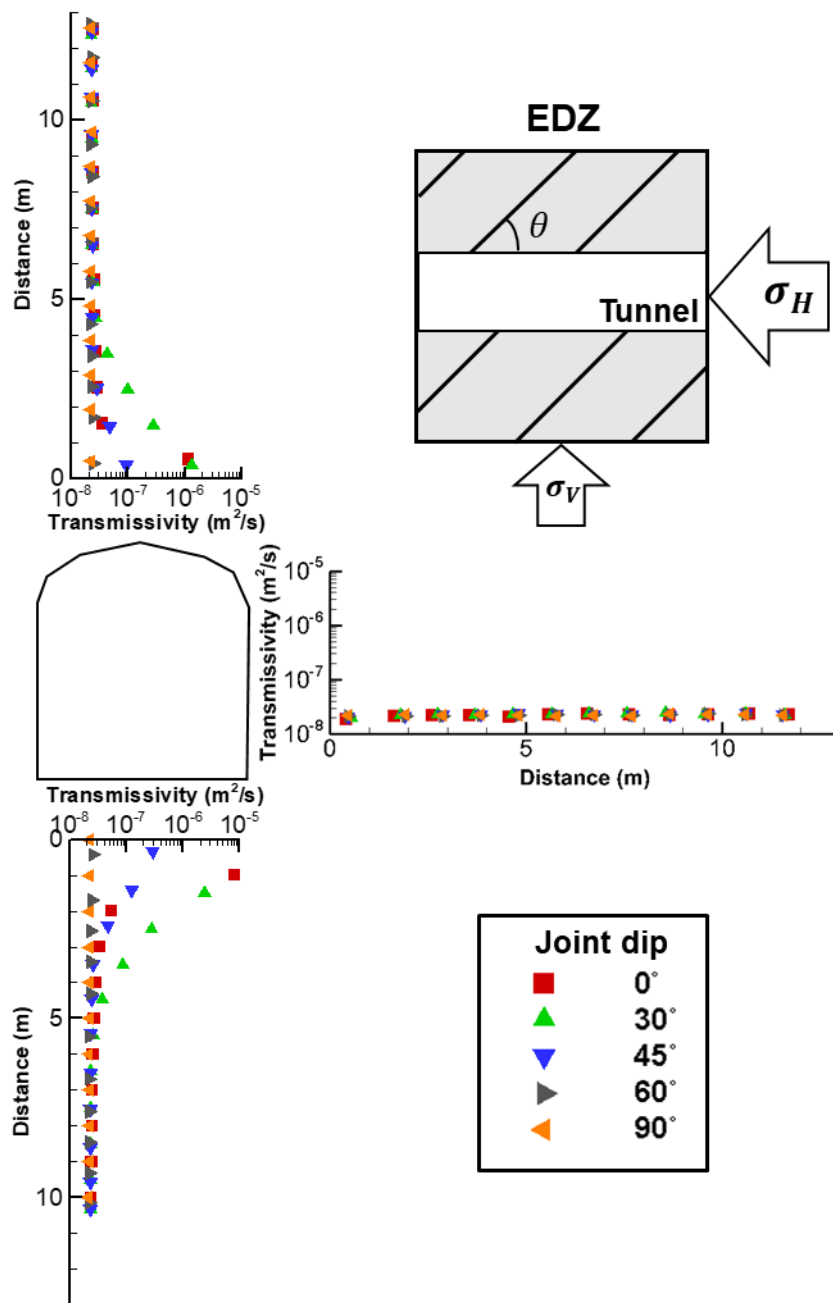 10
5
0
Distance (m)
10⁻⁸ 10⁻⁷ 10⁻⁶ 10⁻⁵
Transmissivity (m²/s)
EDZ
θ
Tunnel
σ_H
σ_V
10⁻⁵
10⁻⁶
10⁻⁷
10⁻⁸
Transmissivity (m²/s)
0 5 10
Distance (m)
Transmissivity (m²/s)
10⁻⁸ 10⁻⁷ 10⁻⁶ 10⁻⁵
0
5
10
Distance (m)
Joint dip
0°
30°
45°
60°
90°